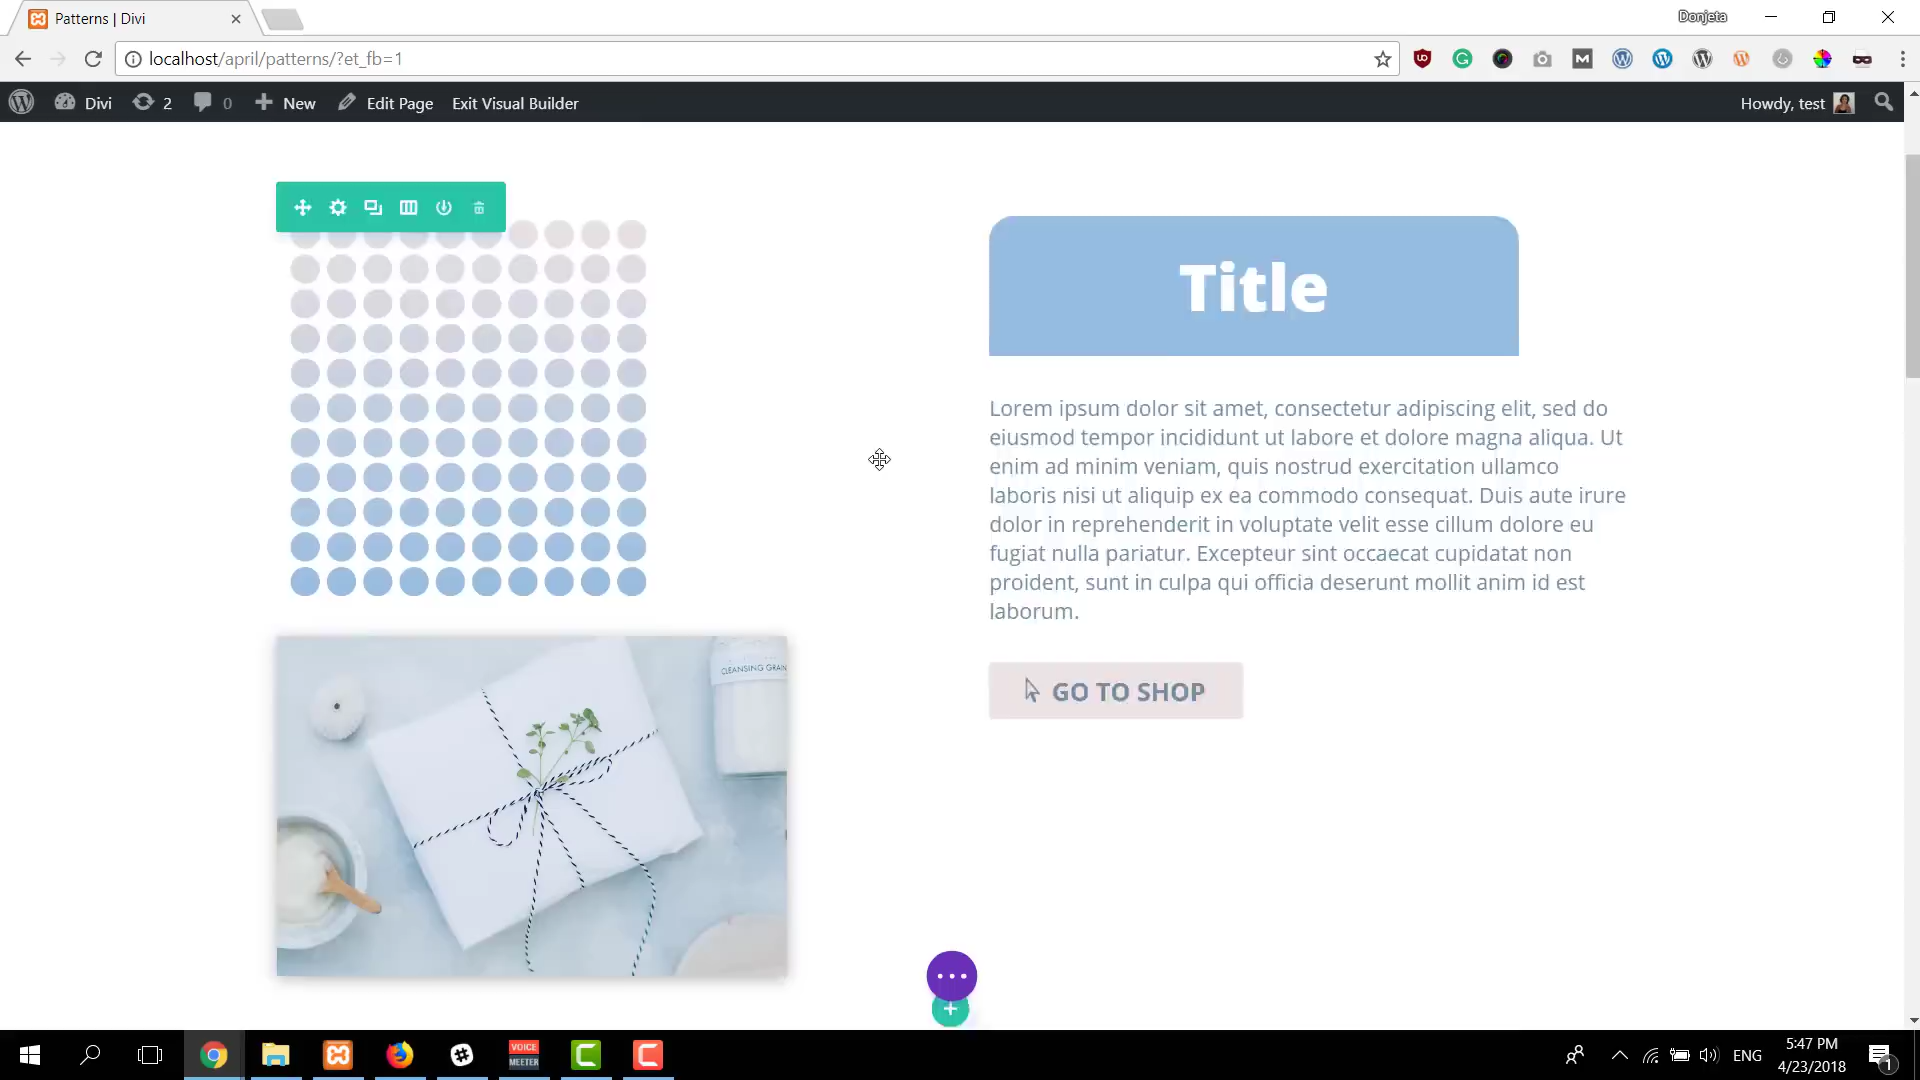 Patterns | Divi
Donjeta
localhost/april/patterns/?et_fb=1
Divi 2 0 New Edit Page Exit Visual Builder Howdy, test
Title
Lorem ipsum dolor sit amet, consectetur adipiscing elit, sed do
eiusmod tempor incididunt ut labore et dolore magna aliqua. Ut
enim ad minim veniam, quis nostrud exercitation ullamco
laboris nisi ut aliquip ex ea commodo consequat. Duis aute irure
dolor in reprehenderit in voluptate velit esse cillum dolore eu
fugiat nulla pariatur. Excepteur sint occaecat cupidatat non
proident, sunt in culpa qui officia deserunt mollit anim id est
laborum.
GO TO SHOP
CLEANSING GRAIN
VOICE
MEETER
ENG
5:47 PM
4/23/2018
1